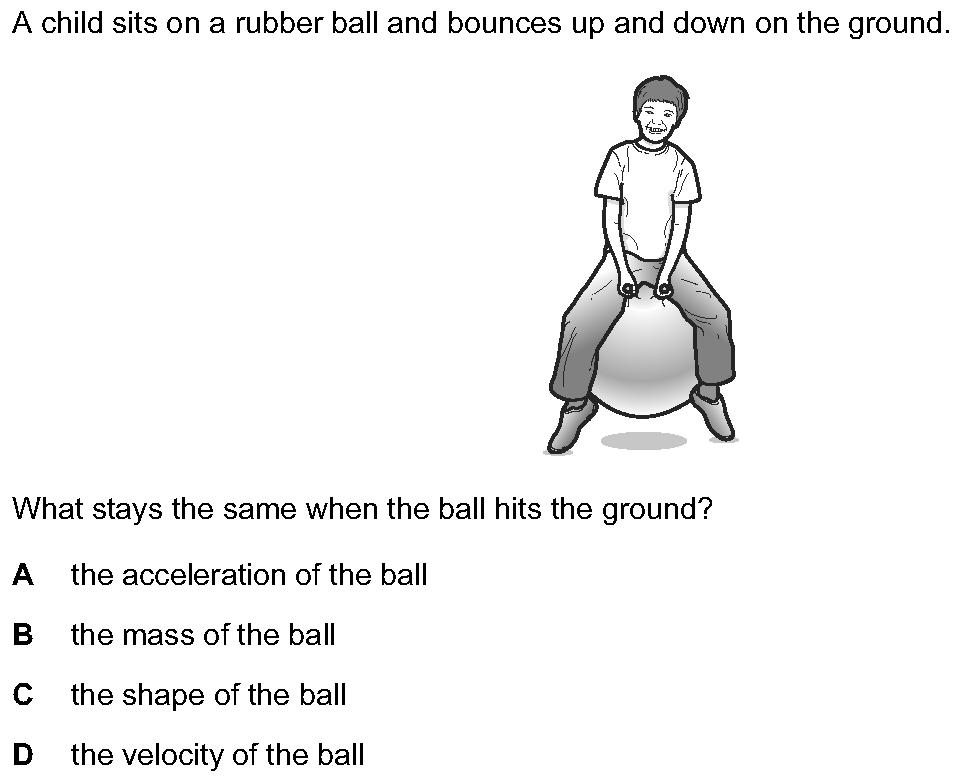 A child sits on a rubber ball and bounces up and down on the ground.
What stays the same when the ball hits the ground?
A the acceleration of the ball
B the mass of the ball
C the shape of the ball
D the velocity of the ball